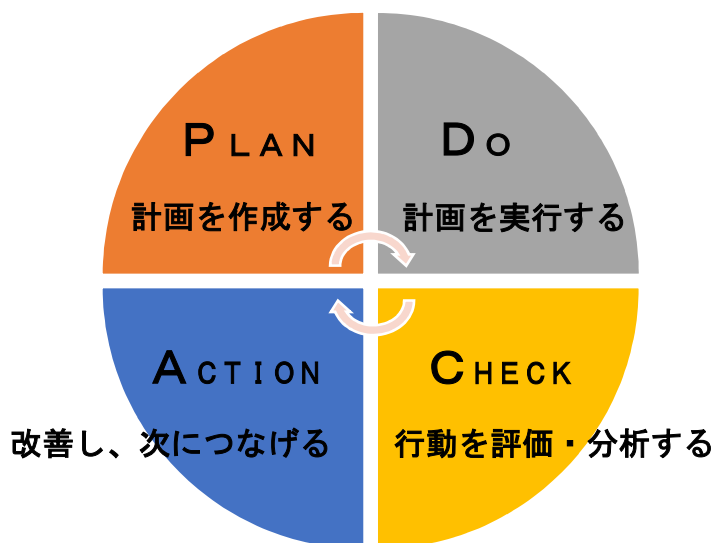 PLAN
計画を作成する
DO
計画を実行する
ACTION
改善し、次につなげる
CHECK
行動を評価・分析する